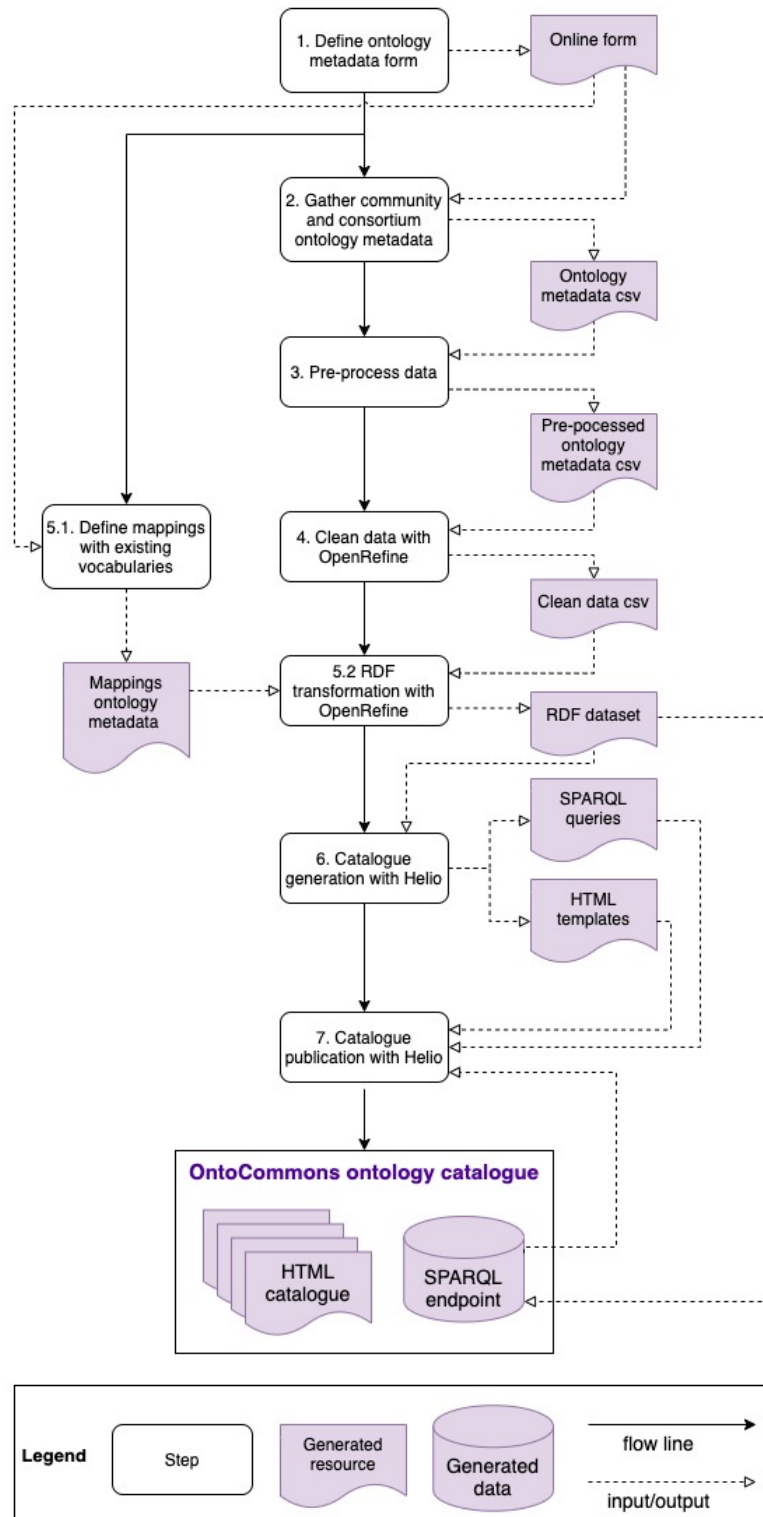 1. Define ontology
metadata form
Online form
2. Gather community
and consortium
ontology metadata
Ontology
metadata csv
3. Pre-process data
Pre-pocessed
ontology
metadata csv
5.1. Define mappings
with existing
vocabularies
4. Clean data with
OpenRefine
Clean data csv
Mappings
ontology
metadata
5.2 RDF
transformation with
OpenRefine
RDF dataset
SPARQL
queries
6. Catalogue
generation with Helio
HTML
templates
7. Catalogue
publication with Helio
OntoCommons ontology catalogue
HTML
catalogue
SPARQL
endpoint
Legend
Step
Generated
resource
Generated
data
flow line
input/output